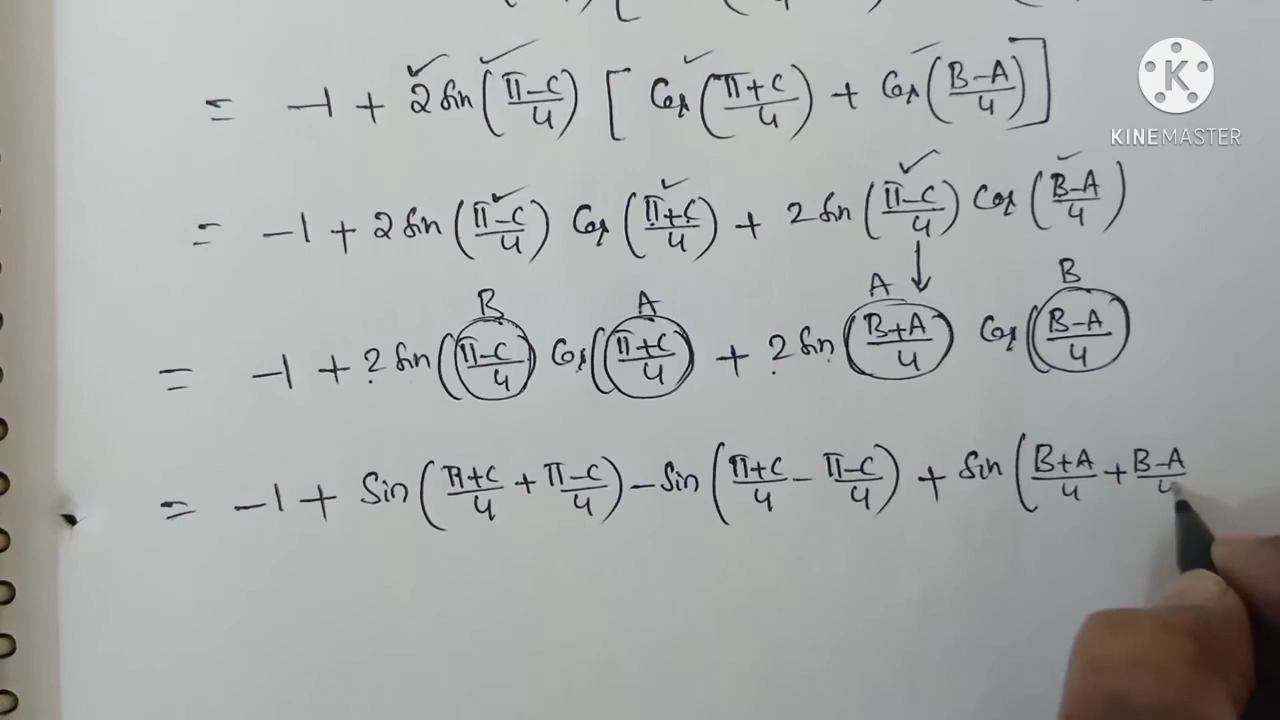 = -1 + 2 Sin (π-C/4) [ Cos (π+C/4) + Cos (B-A/4) ]
K
KINEMASTER
= -1 + 2 Sin (π-C/4) Cos (π+C/4) + 2 Sin (π-C/4) Cos (B-A/4)
B A A B
= -1 + 2 Sin (π-C/4) Cos (π+C/4) + 2 Sin (B+A/4) Cos (B-A/4)
= -1 + Sin (π+C/4 + π-C/4) - Sin (π+C/4 - π-C/4) + Sin (B+A/4 + B-A/4